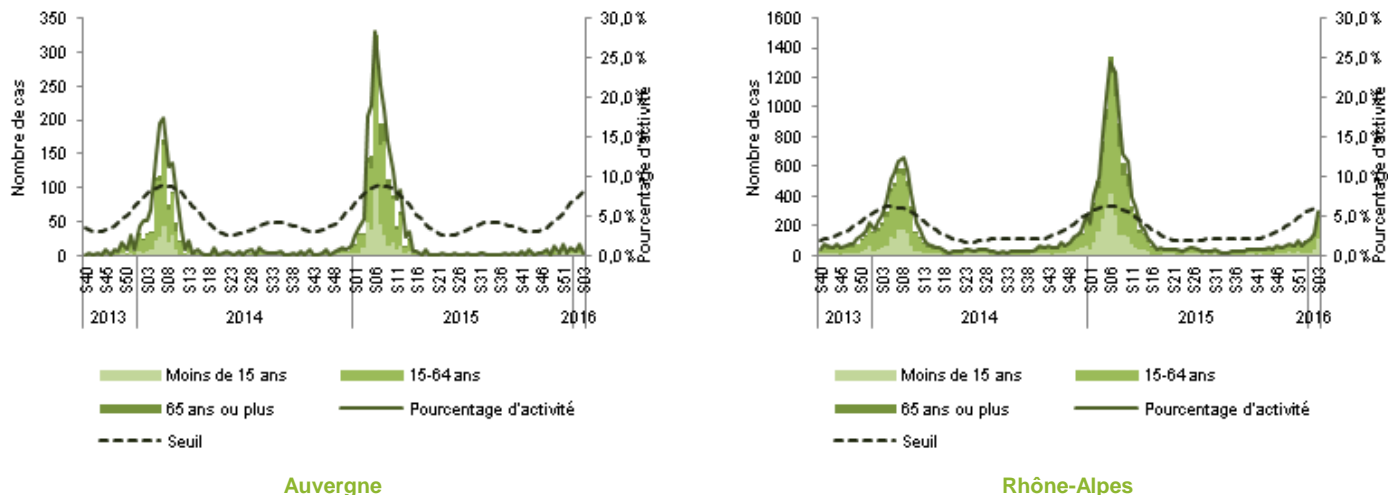 350
300
250
200
150
100
50
0
Nombre de cas
30,0%
25,0%
20,0%
15,0%
10,0%
5,0%
0,0%
Pourcentage d'activité
S40
S45
S50
S03
S08
S13
S18
S23
S28
S33
S38
S43
S48
S01
S06
S11
S16
S21
S26
S31
S36
S41
S46
S51
S03
2013
2014
2015
2016
Moins de 15 ans
15-64 ans
65 ans ou plus
Pourcentage d'activité
Seuil
Auvergne
1600
1400
1200
1000
800
600
400
200
0
Nombre de cas
30,0%
25,0%
20,0%
15,0%
10,0%
5,0%
0,0%
Pourcentage d'activité
S40
S45
S50
S03
S08
S13
S18
S23
S28
S33
S38
S43
S48
S01
S06
S11
S16
S21
S26
S31
S36
S41
S46
S51
S03
2013
2014
2015
2016
Moins de 15 ans
15-64 ans
65 ans ou plus
Pourcentage d'activité
Seuil
Rhône-Alpes